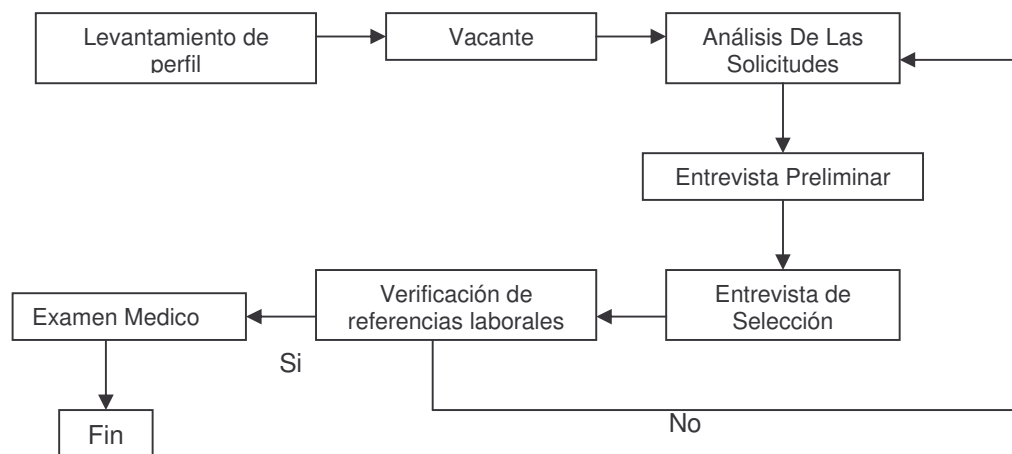 Levantamiento de
perfil
Vacante
Análisis De Las
Solicitudes
Entrevista Preliminar
Entrevista de
Selección
Verificación de
referencias laborales
Examen Medico
Si
No
Fin